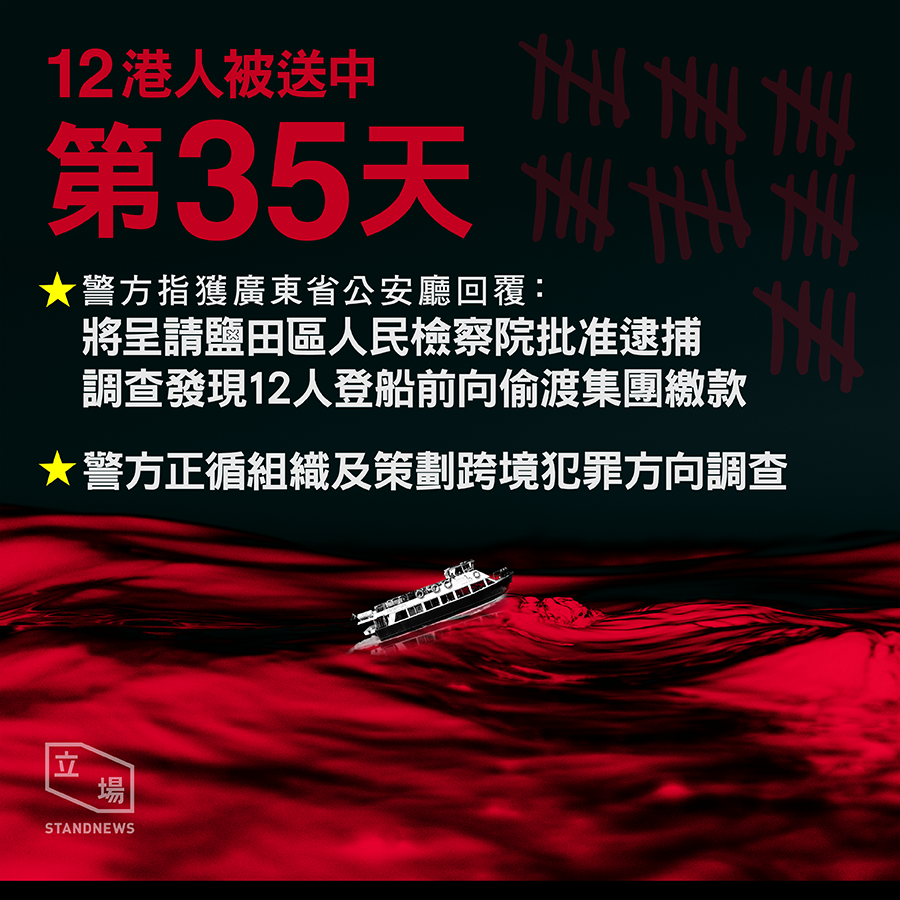 12港人被送中
第35天
★警方指獲廣東省公安廳回覆：
將呈請鹽田區人民檢察院批准逮捕
調查發現12人登船前向偷渡集團繳款
★警方正循組織及策劃跨境犯罪方向調查
立場
STANDNEWS